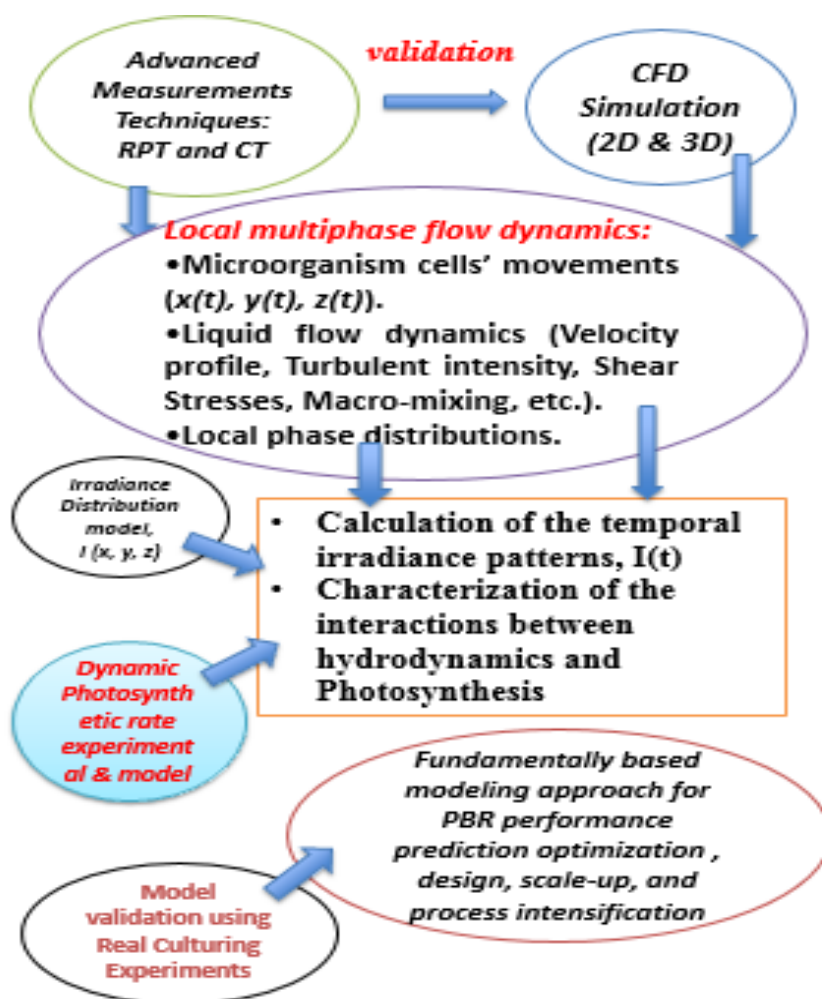 Advanced
Measurements
Techniques:
RPT and CT
validation
CFD
Simulation
(2D & 3D)
Local multiphase flow dynamics:
•Microorganism cells’ movements
(x(t), y(t), z(t)).
•Liquid flow dynamics (Velocity
profile, Turbulent intensity, Shear
Stresses, Macro-mixing, etc.).
•Local phase distributions.
Irradiance
Distribution
model,
I (x, y, z)
• Calculation of the temporal
irradiance patterns, I(t)
• Characterization of the
interactions between
hydrodynamics and
Photosynthesis
Dynamic
Photosynth
etic rate
experiment
al & model
Fundamentally based
modeling approach for
PBR performance
prediction optimization ,
design, scale-up, and
process intensification
Model
validation using
Real Culturing
Experiments